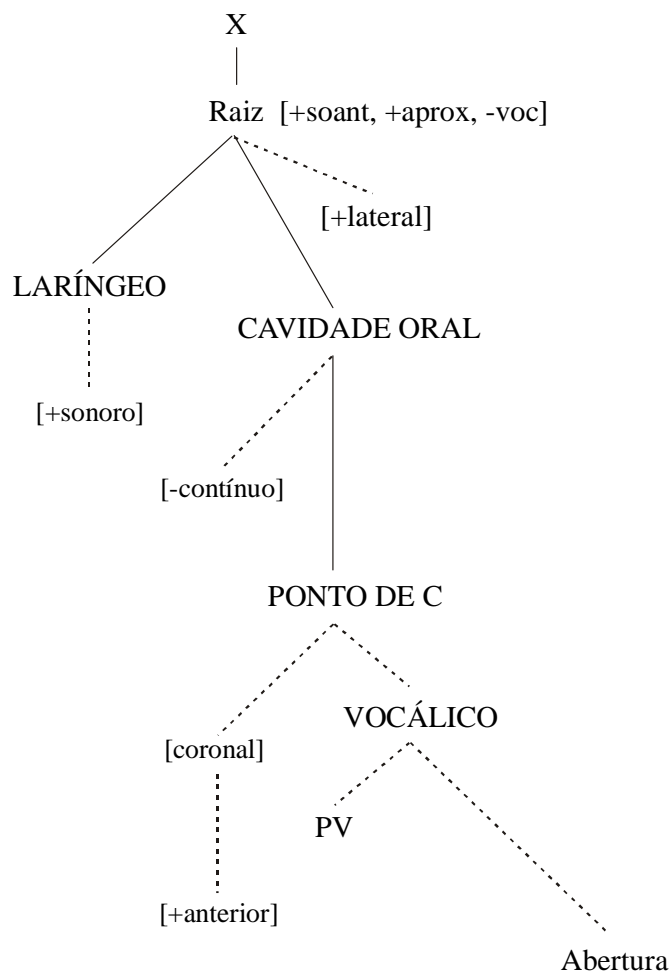 X
Raiz [+soant, +aprox, -voc]
[+lateral]
LARÍNGEO
CAVIDADE ORAL
[+sonoro]
[-contínuo]
PONTO DE C
VOCÁLICO
[coronal]
PV
[+anterior]
Abertura